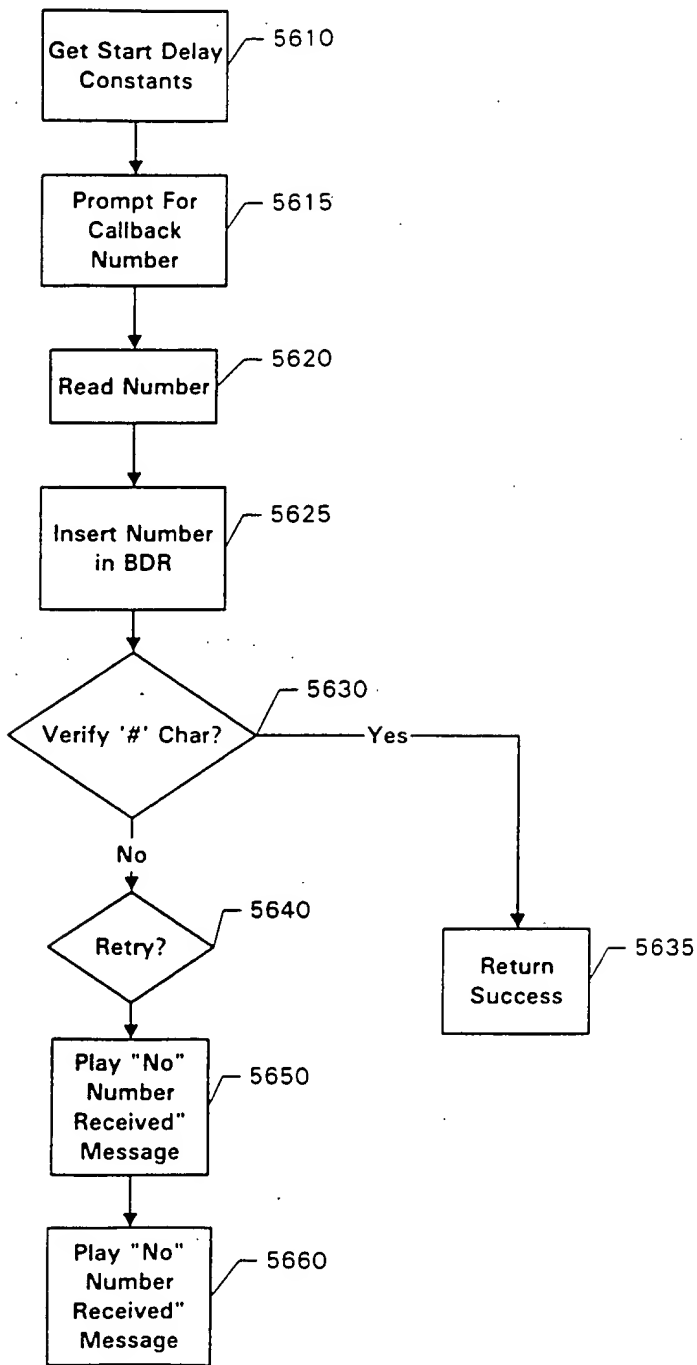 Get Start Delay
Constants
5610
Prompt For
Callback
Number
5615
Read Number
5620
Insert Number
in BDR
5625
Verify '#' Char?
5630
Yes
No
Retry?
5640
Return
Success
5635
Play "No"
Number
Received"
Message
5650
Play "No"
Number
Received"
Message
5660